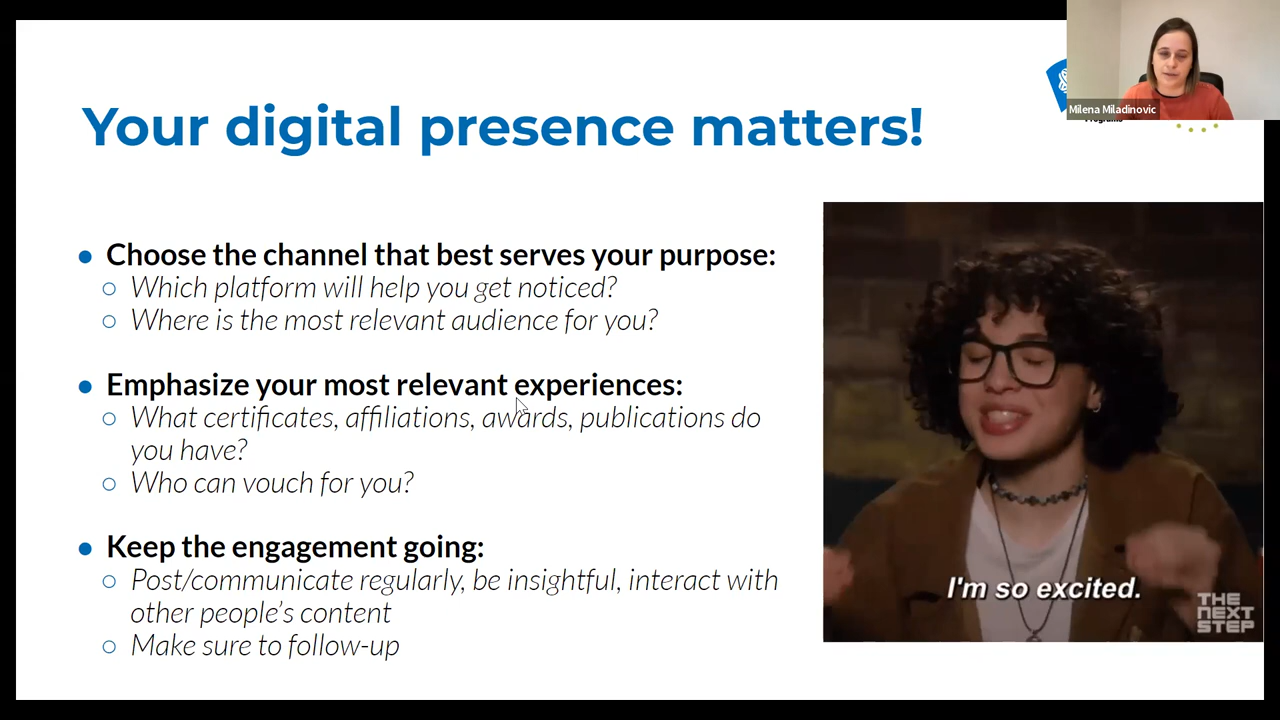 Your digital presence matters!
Milena Miladinovic
Choose the channel that best serves your purpose:
Which platform will help you get noticed?
Where is the most relevant audience for you?
Emphasize your most relevant experiences:
What certificates, affiliations, awards, publications do
you have?
Who can vouch for you?
Keep the engagement going:
Post/communicate regularly, be insightful, interact with
other people's content
Make sure to follow-up
I'm so excited.
THE
NEXT
STEP